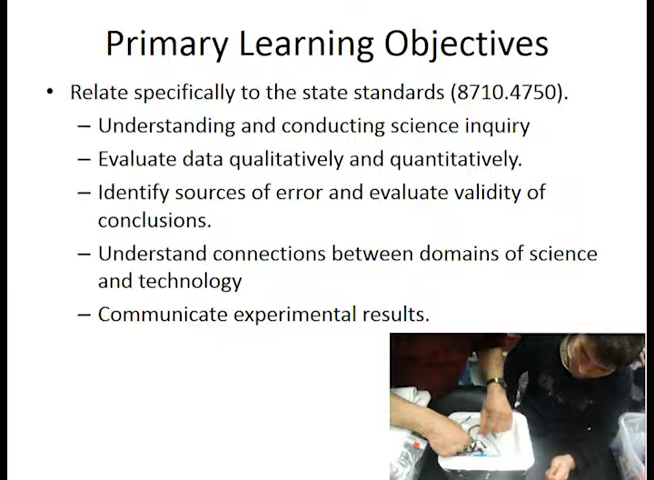 Primary Learning Objectives
• Relate specifically to the state standards (8710.4750).
– Understanding and conducting science inquiry
– Evaluate data qualitatively and quantitatively.
– Identify sources of error and evaluate validity of
conclusions.
– Understand connections between domains of science
and technology
– Communicate experimental results.